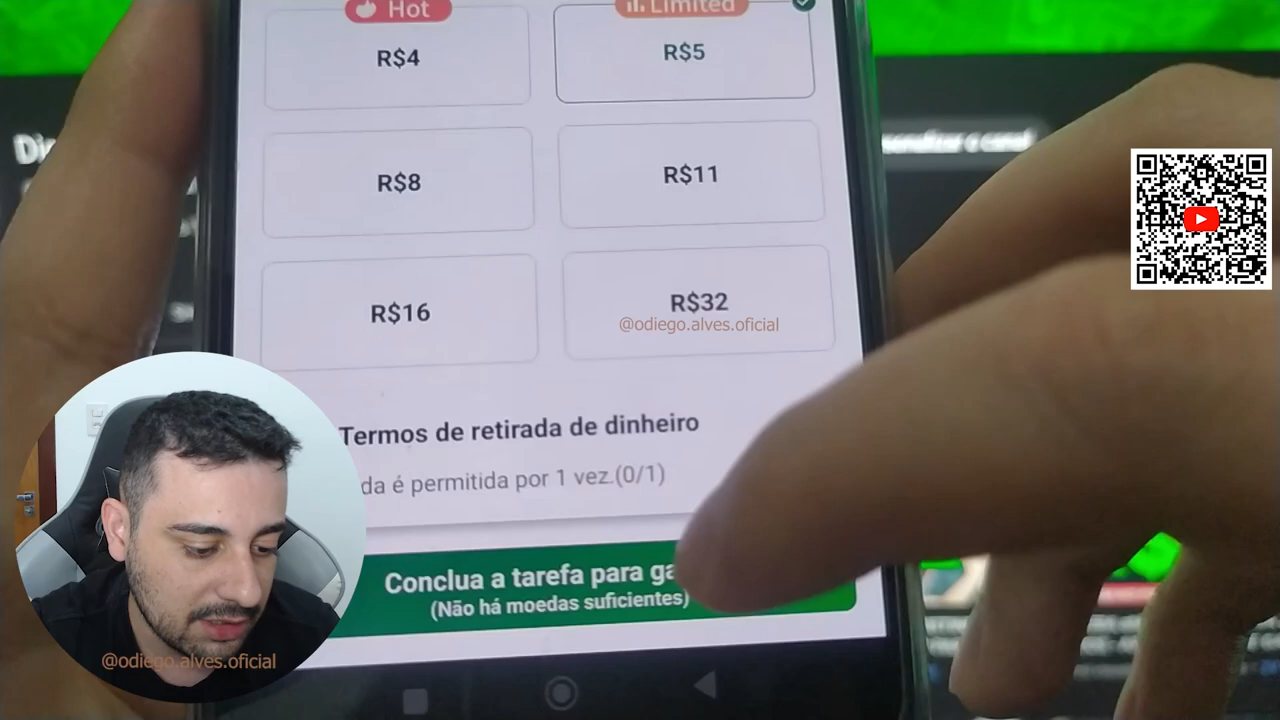 Hot
Limited
R$4
R$5
R$8
R$11
R$16
R$32
@odiego.alves.oficial
Termos de retirada de dinheiro
da é permitida por 1 vez.(0/1)
Conclua a tarefa para ga
(Não há moedas suficientes)
@odiego.alves.oficial